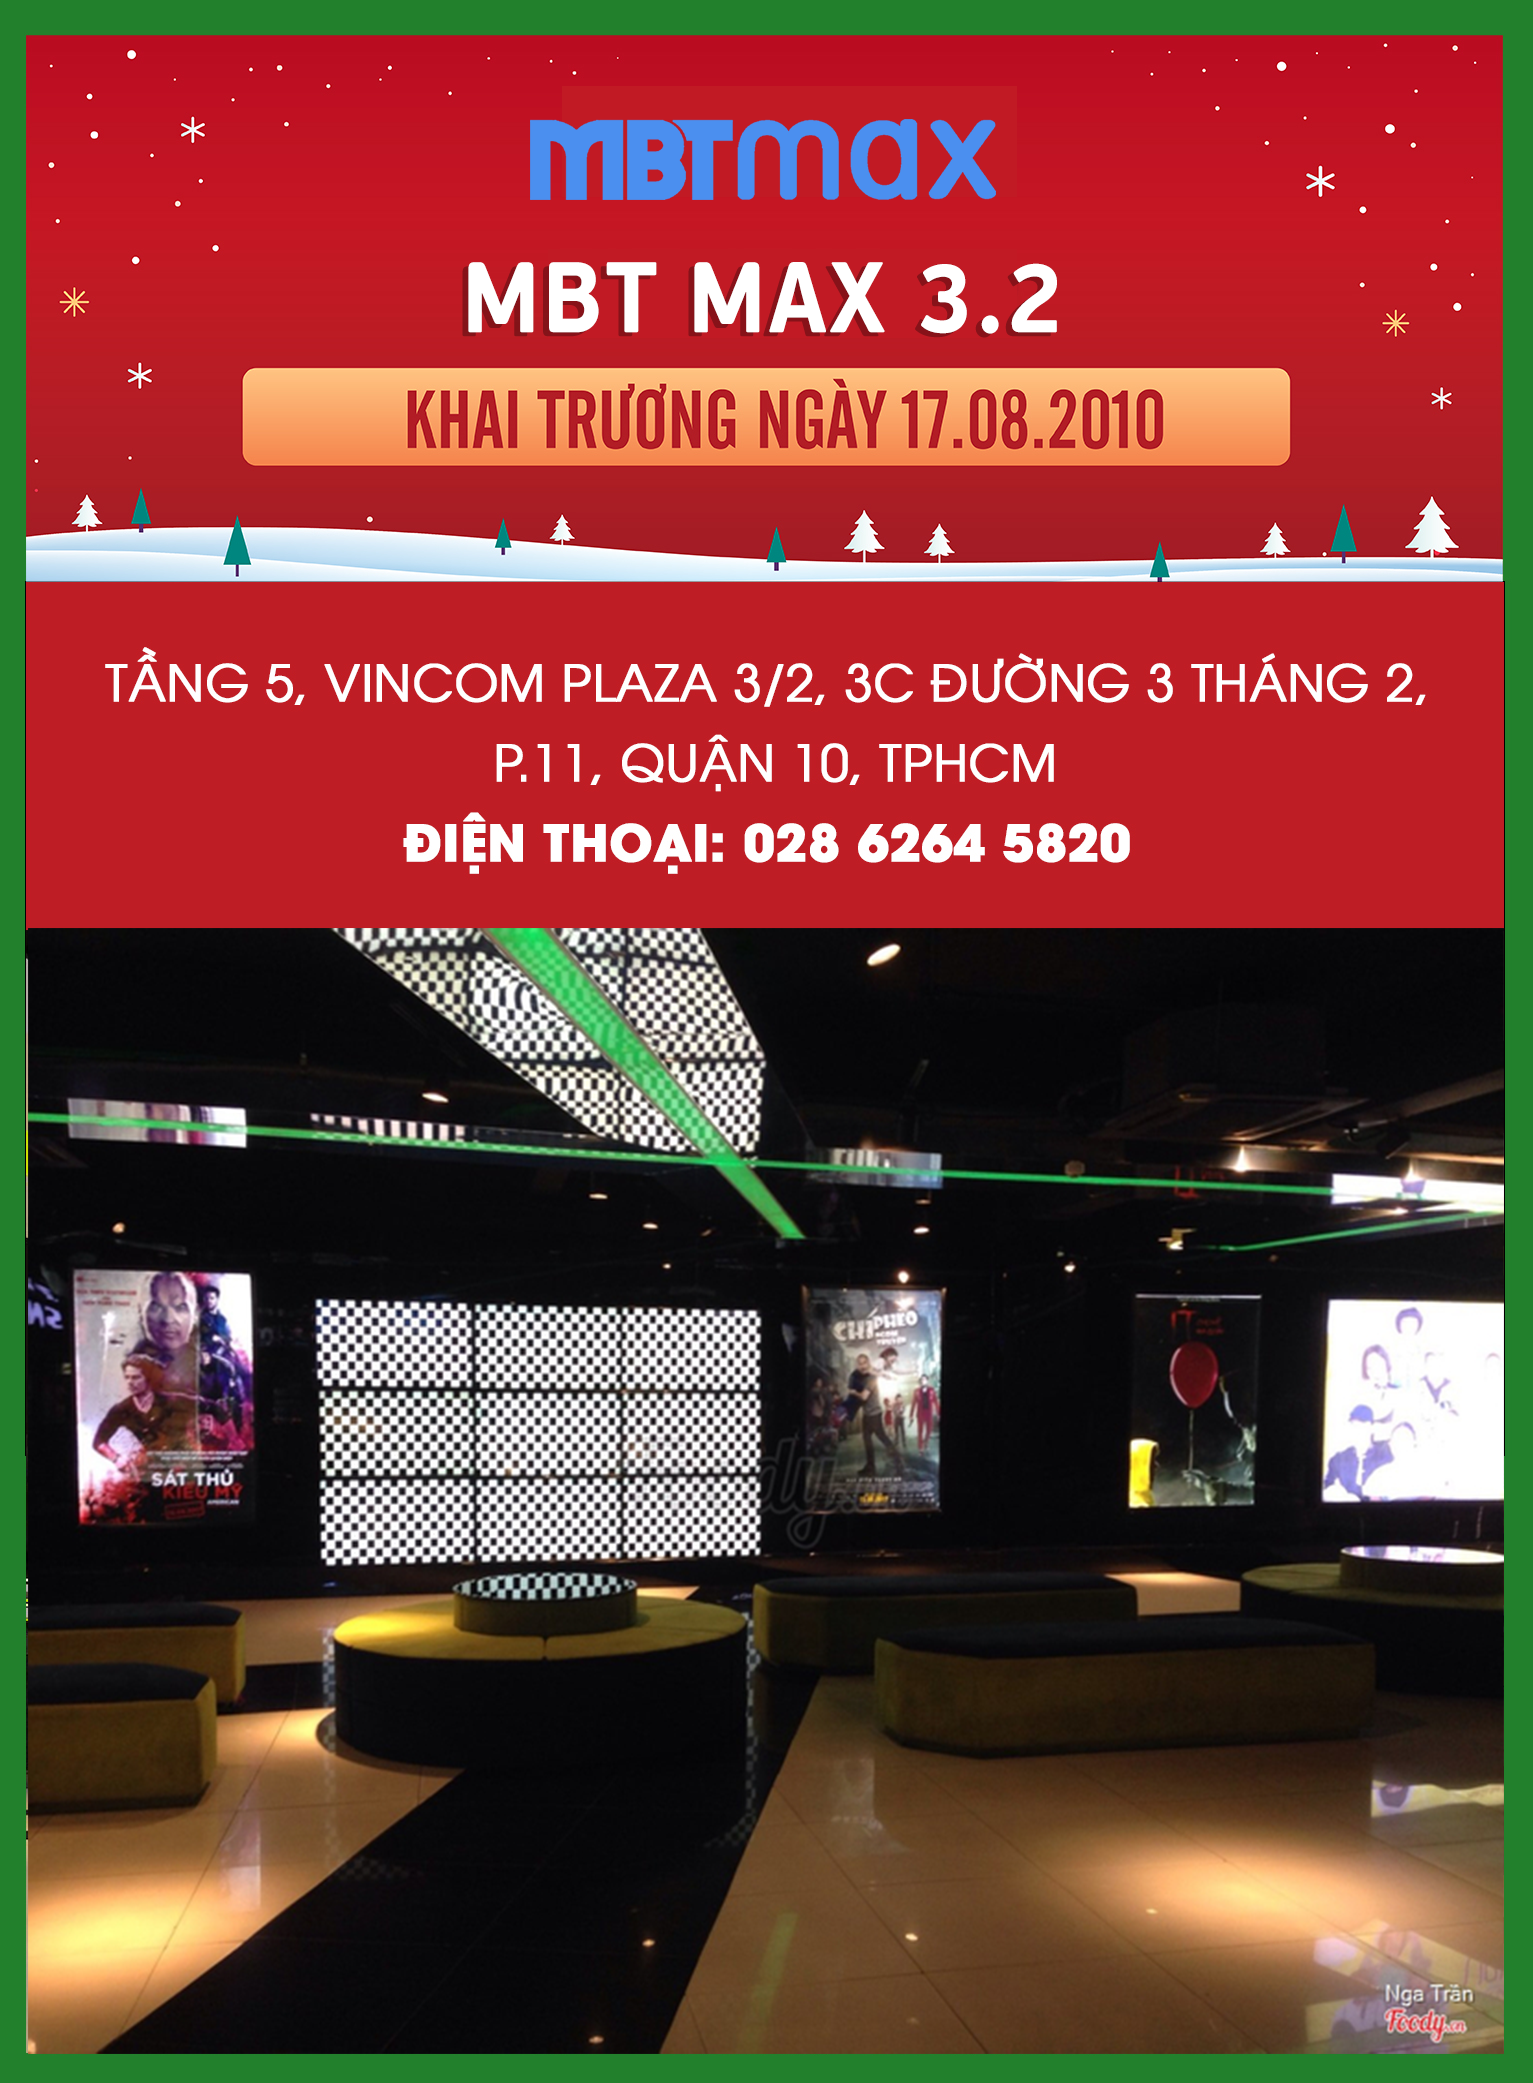 MBTmax
MBT MAX 3.2
KHAI TRƯƠNG NGÀY 17.08.2010
TẦNG 5, VINCOM PLAZA 3/2, 3C ĐƯỜNG 3 THÁNG 2,
P.11, QUẬN 10, TPHCM
ĐIỆN THOẠI: 028 6264 5820
CHÍ PHÈO
IT
SÁT THỦ
KIỂU MỸ
Nga Trần
Foody.vn